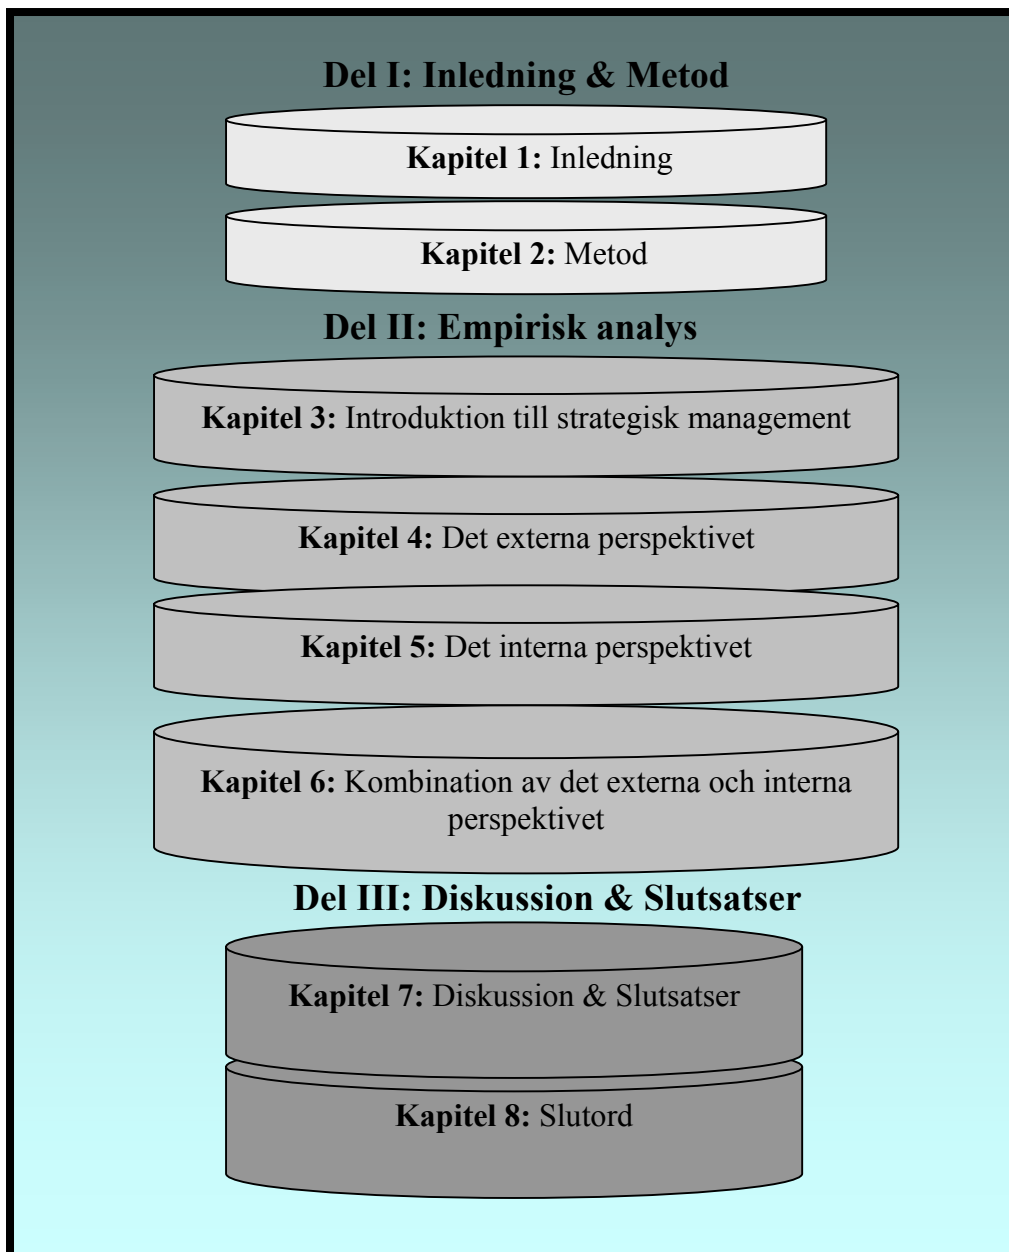 Del I: Inledning & Metod
Kapitel 1: Inledning
Kapitel 2: Metod
Del II: Empirisk analys
Kapitel 3: Introduktion till strategisk management
Kapitel 4: Det externa perspektivet
Kapitel 5: Det interna perspektivet
Kapitel 6: Kombination av det externa och interna
perspektivet
Del III: Diskussion & Slutsatser
Kapitel 7: Diskussion & Slutsatser
Kapitel 8: Slutord